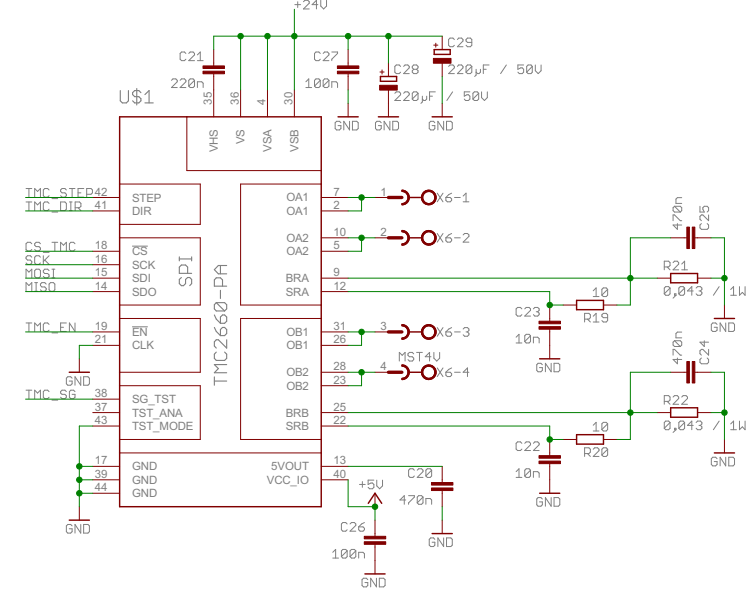 +24V
C21
220n
C27
100n
C28
220µF / 50V
C29
220µF / 50V
35
36
4
30
GND
GND
GND
U$1
VHS
VS
VSA
VSB
TMC_STEP
42
STEP
TMC_DIR
41
DIR
CS_TMC
18
CS
SCK
16
SCK
MOSI
15
SDI
MISO
14
SDO
SPI
TMC2660-PA
TMC_EN
19
EN
21
CLK
GND
TMC_SG
38
SG_TST
37
TST_ANA
43
TST_MODE
17
GND
39
GND
44
GND
GND
OA1
7
1
X6-1
OA1
2
OA2
10
2
X6-2
OA2
5
BRA
9
SRA
12
OB1
31
3
X6-3
OB1
26
MST4V
OB2
28
4
X6-4
OB2
23
BRB
25
SRB
22
5VOUT
13
VCC_IO
40
+5V
C20
470n
GND
C26
100n
GND
470n
C25
R21
0,043 / 1W
GND
10
R19
C23
10n
GND
470n
C24
R22
0,043 / 1W
GND
10
R20
C22
10n
GND